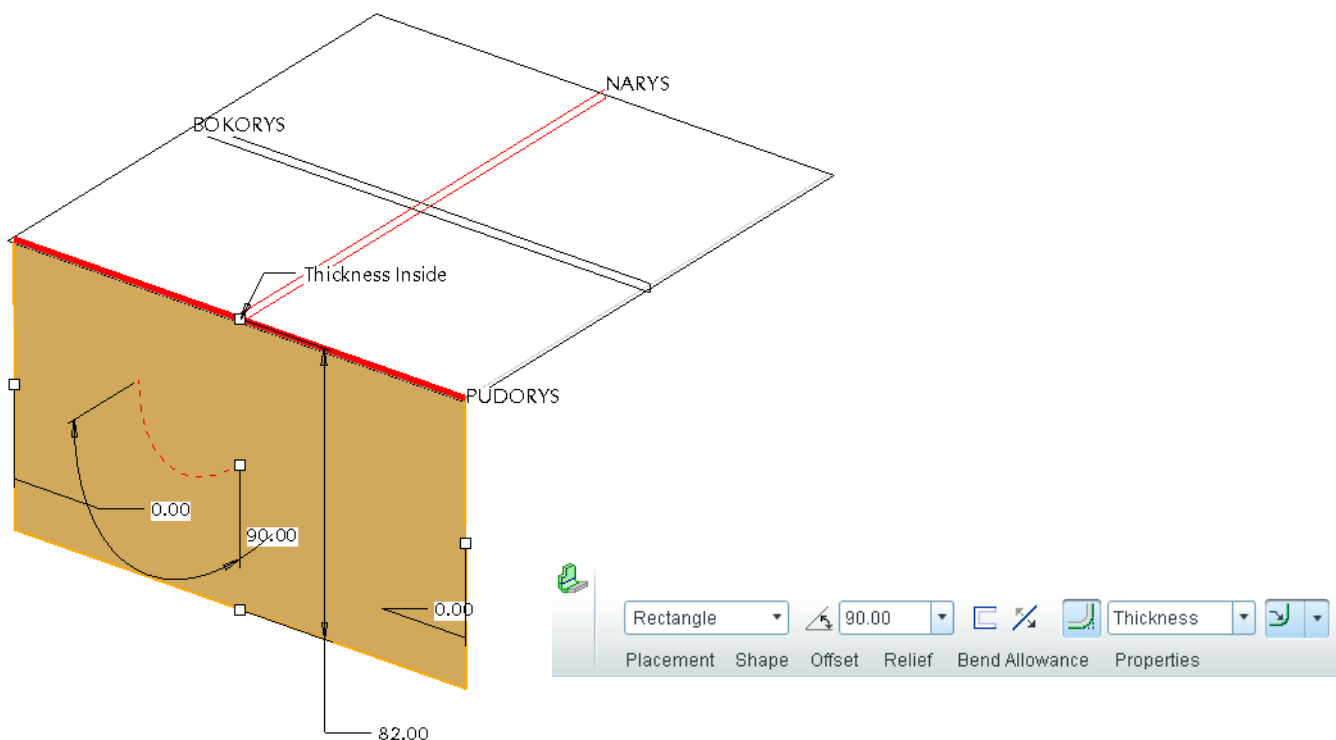 NARYS
BOKORYS
Thickness Inside
PUDORYS
0.00
90.00
0.00
82.00
Rectangle 90.00 Thickness
Placement Shape Offset Relief Bend Allowance Properties